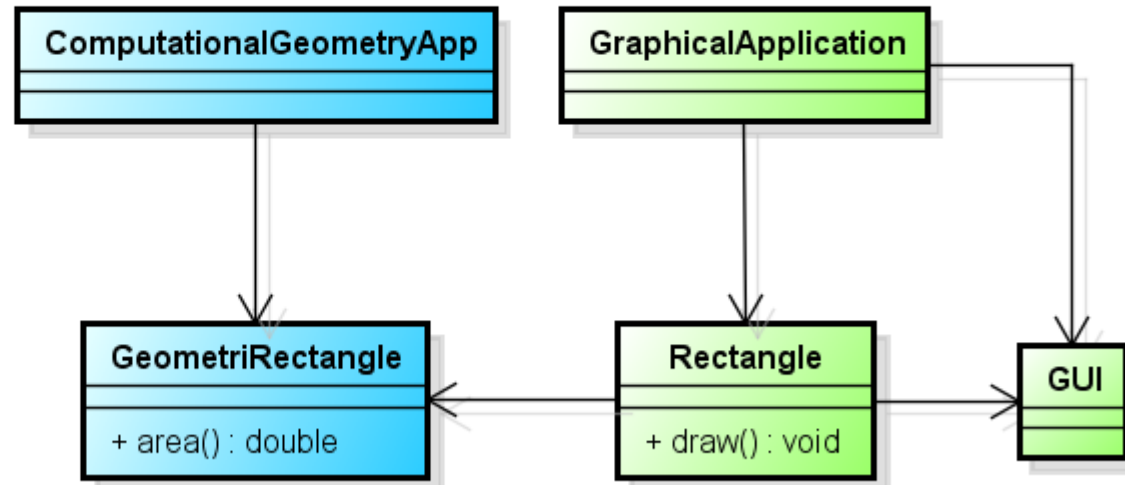 ComputationalGeometryApp
GraphicalApplication
GeometriRectangle
+ area() : double
Rectangle
+ draw() : void
GUI